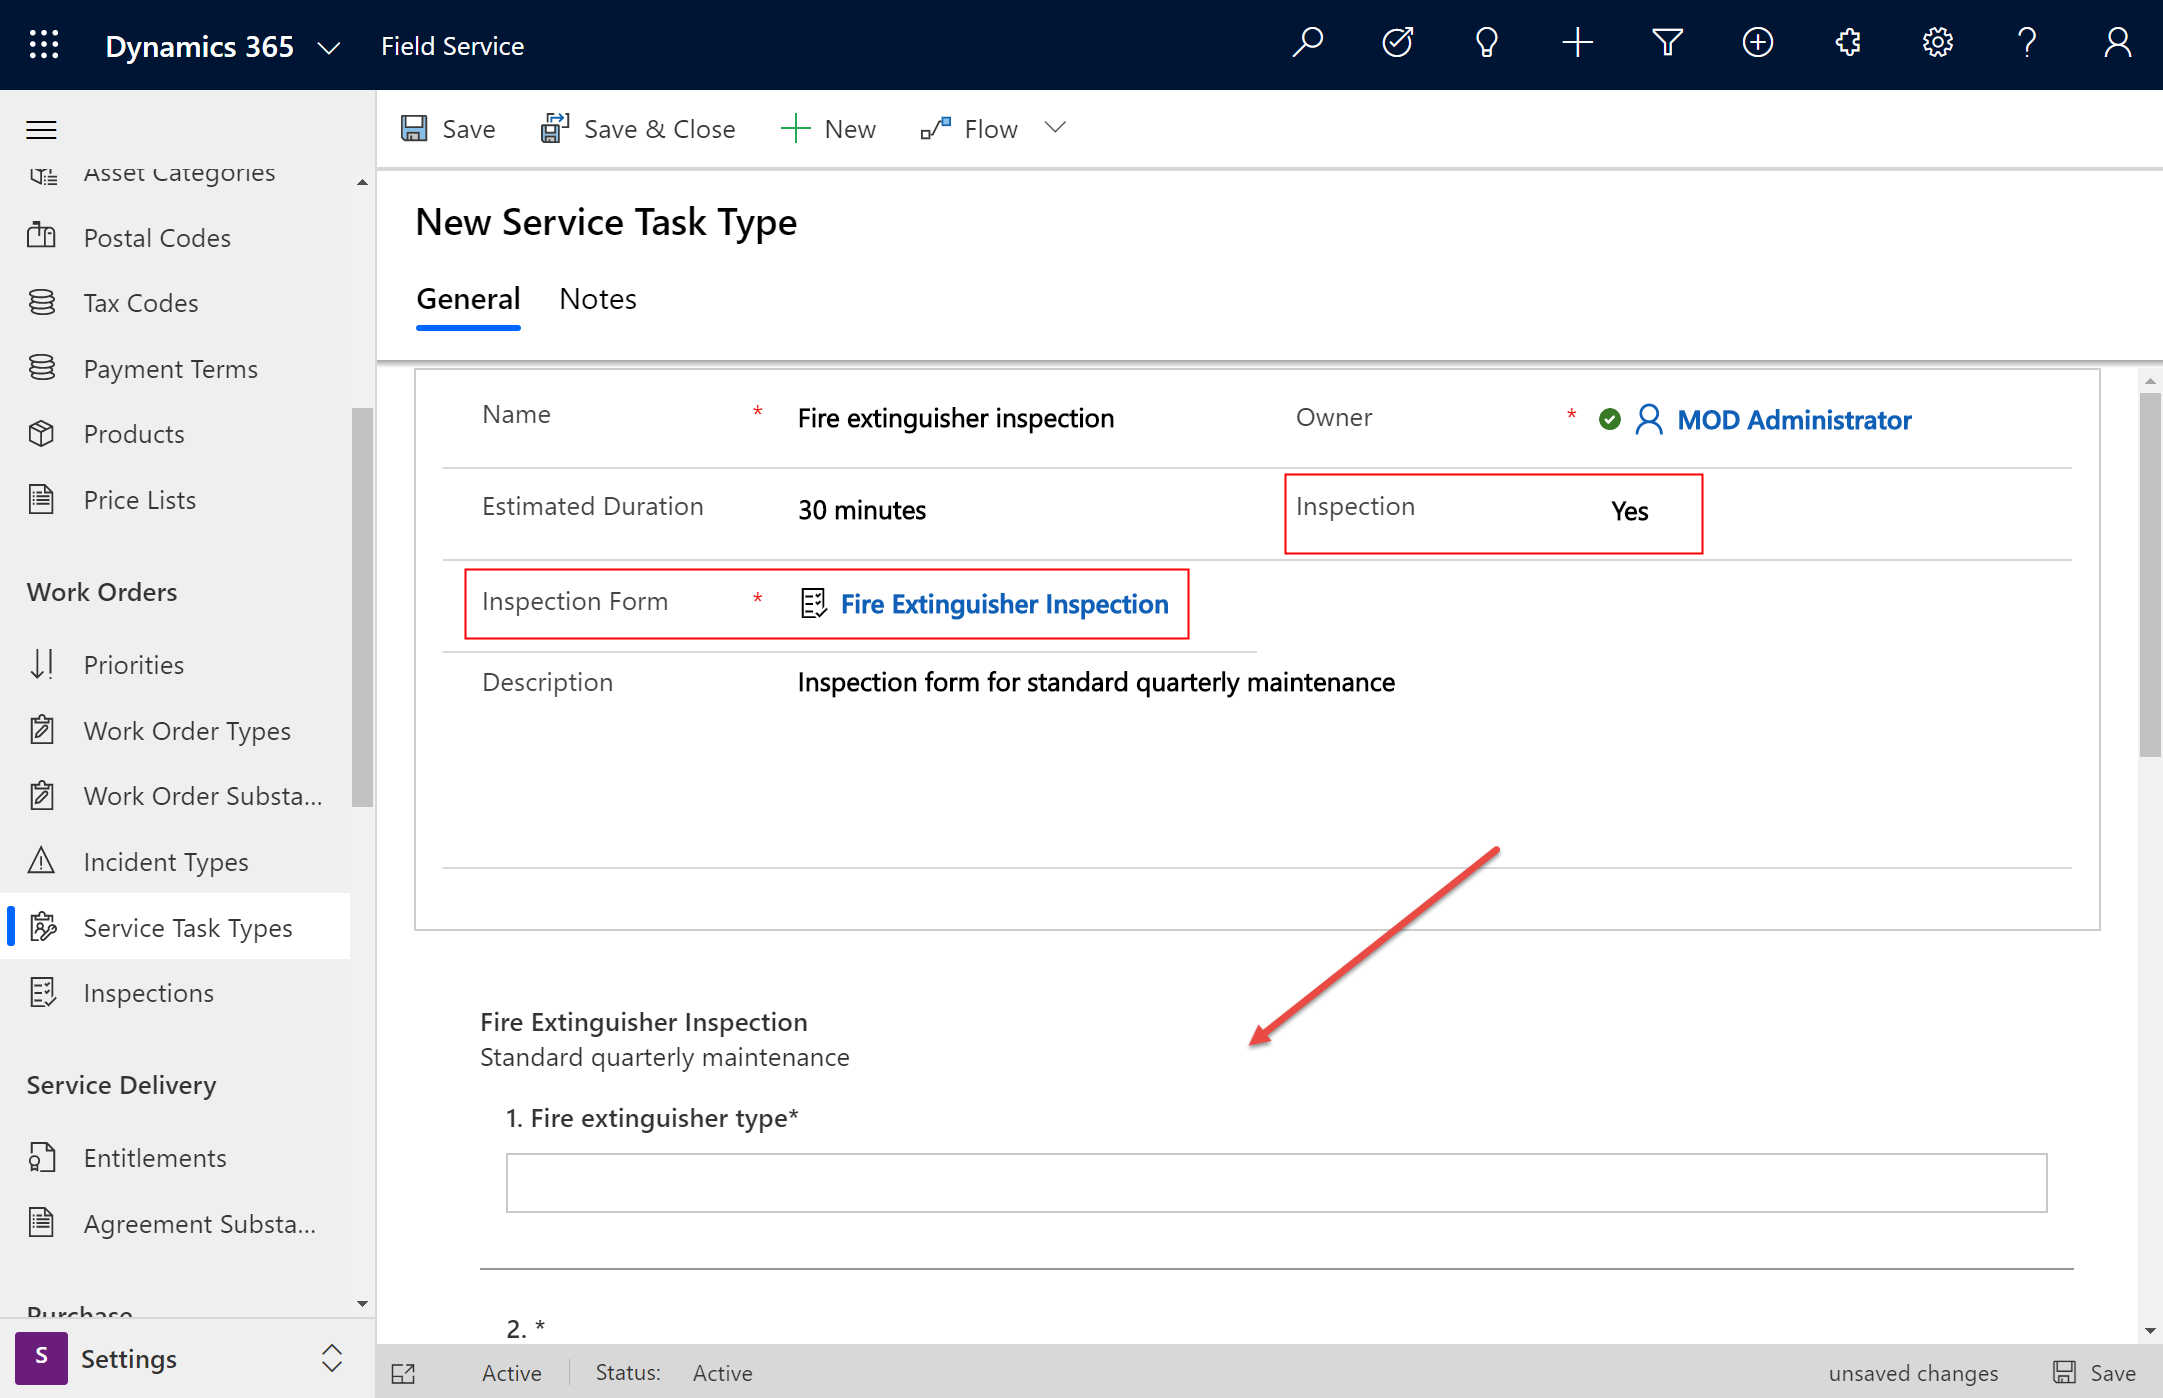 Dynamics 365 Field Service
Save Save & Close New Flow
Asset Categories
Postal Codes
Tax Codes
Payment Terms
Products
Price Lists
Work Orders
Priorities
Work Order Types
Work Order Substa...
Incident Types
Service Task Types
Inspections
Service Delivery
Entitlements
Agreement Substa...
Purchase
S Settings
New Service Task Type
General Notes
Name * Fire extinguisher inspection Owner * MOD Administrator
Estimated Duration 30 minutes Inspection Yes
Inspection Form * Fire Extinguisher Inspection
Description Inspection form for standard quarterly maintenance
Fire Extinguisher Inspection
Standard quarterly maintenance
1. Fire extinguisher type*
2. *
Active Status: Active unsaved changes Save